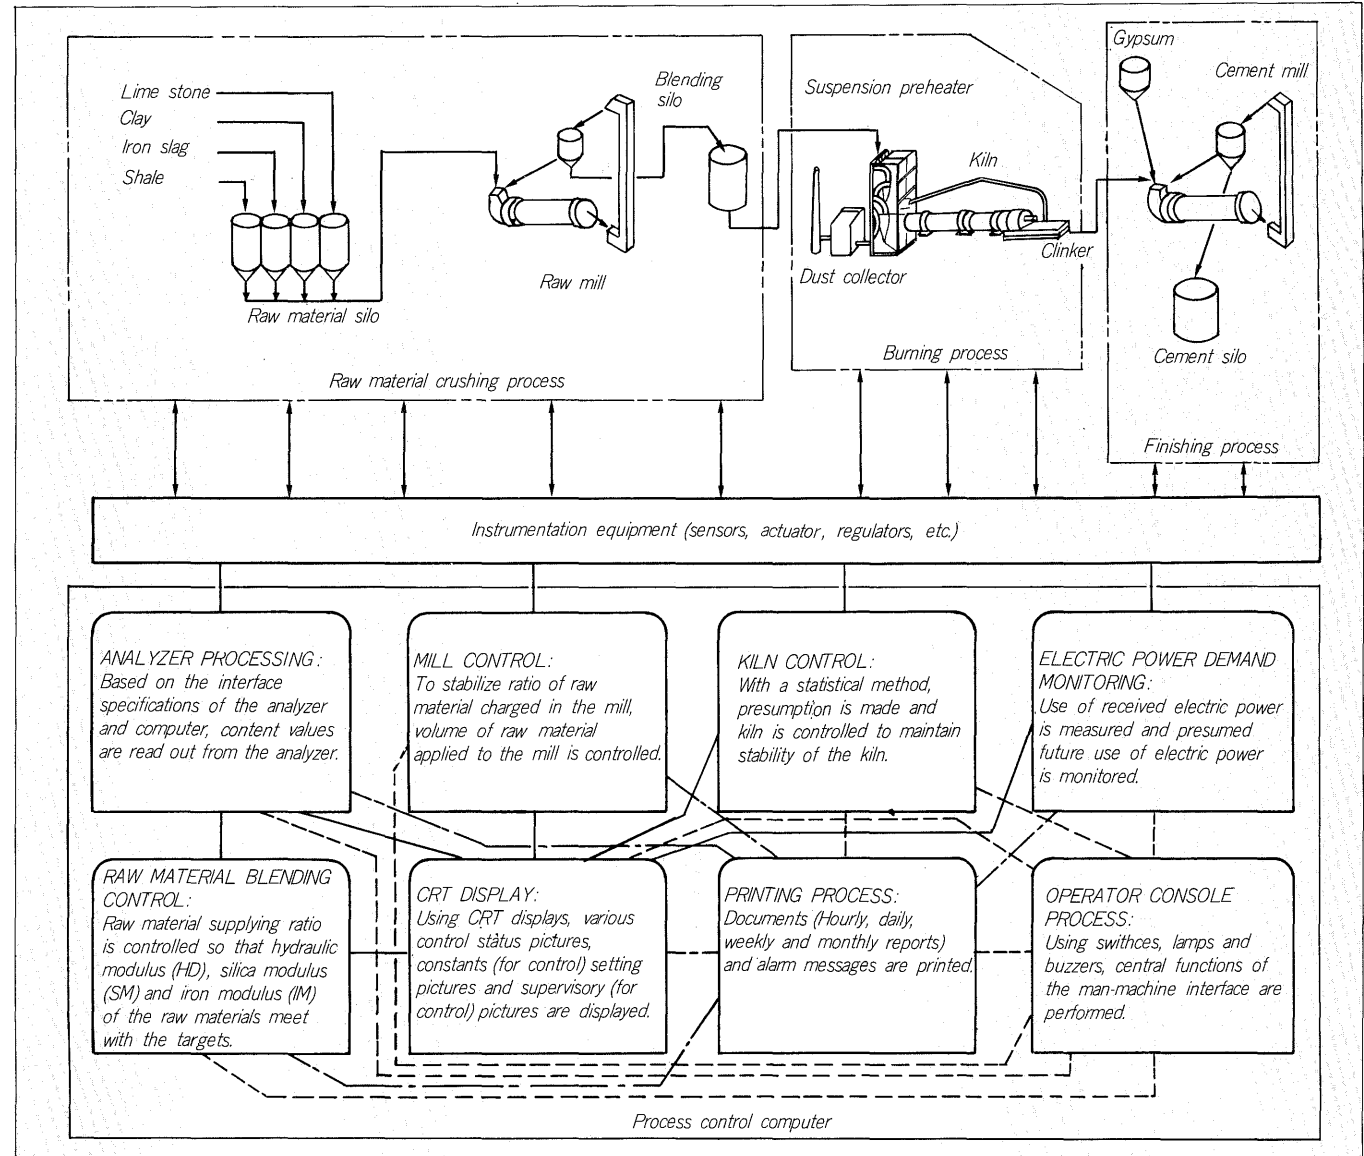 Lime stone
Clay
Iron slag
Shale
Raw material silo
Raw mill
Blending
silo
Raw material crushing process
Suspension preheater
Kiln
Clinker
Dust collector
Burning process
Gypsum
Cement mill
Cement silo
Finishing process
Instrumentation equipment (sensors, actuator, regulators, etc.)
ANALYZER PROCESSING:
Based on the interface
specifications of the analyzer
and computer, content values
are read out from the analyzer.
MILL CONTROL:
To stabilize ratio of raw
material charged in the mill,
volume of raw material
applied to the mill is controlled.
KILN CONTROL:
With a statistical method,
presumption is made and
kiln is controlled to maintain
stability of the kiln.
ELECTRIC POWER DEMAND
MONITORING:
Use of received electric power
is measured and presumed
future use of electric power
is monitored.
RAW MATERIAL BLENDING
CONTROL:
Raw material supplying ratio
is controlled so that hydraulic
modulus (HD), silica modulus
(SM) and iron modulus (IM)
of the raw materials meet
with the targets.
CRT DISPLAY:
Using CRT displays, various
control status pictures,
constants (for control) setting
pictures and supervisory (for
control) pictures are displayed.
PRINTING PROCESS:
Documents (Hourly, daily,
weekly and monthly reports)
and alarm messages are printed.
OPERATOR CONSOLE
PROCESS:
Using swithces, lamps and
buzzers, central functions of
the man-machine interface are
performed.
Process control computer